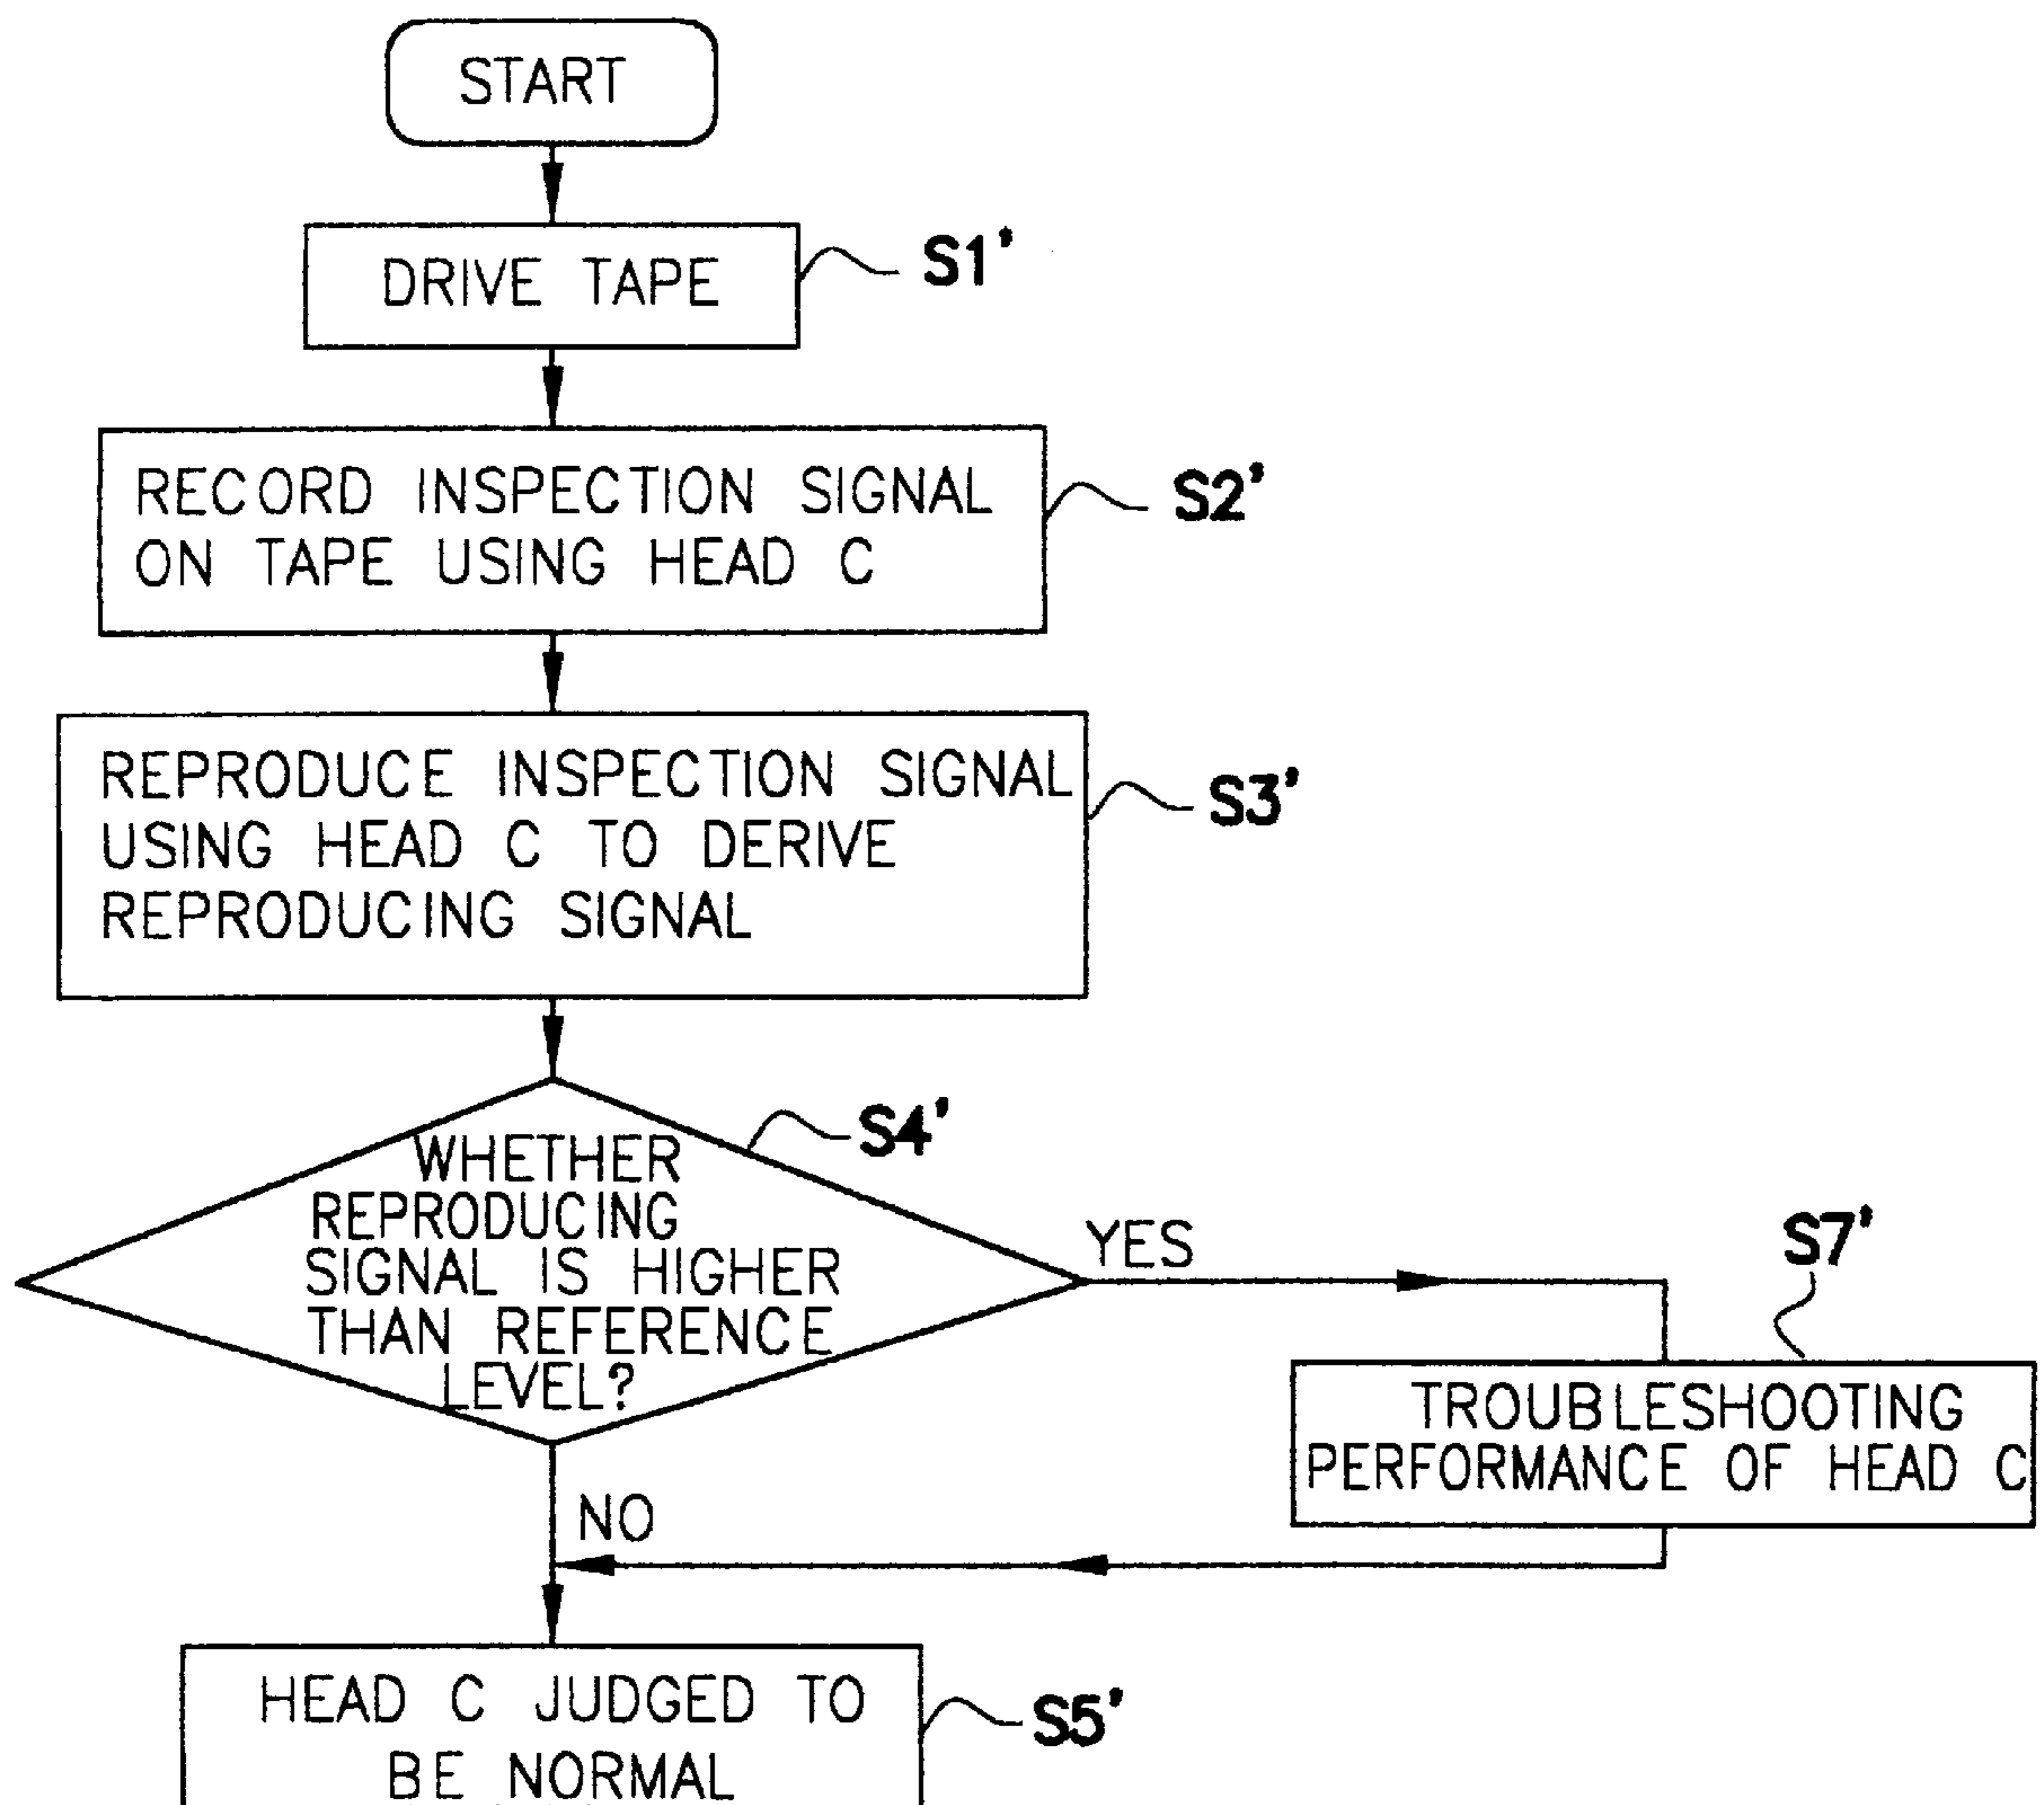 START
DRIVE TAPE
S1'
RECORD INSPECTION SIGNAL
ON TAPE USING HEAD C
S2'
REPRODUCE INSPECTION SIGNAL
USING HEAD C TO DERIVE
REPRODUCING SIGNAL
S3'
WHETHER
REPRODUCING
SIGNAL IS HIGHER
THAN REFERENCE
LEVEL?
S4'
YES
S7'
TROUBLESHOOTING
PERFORMANCE OF HEAD C
NO
HEAD C JUDGED TO
BE NORMAL
S5'